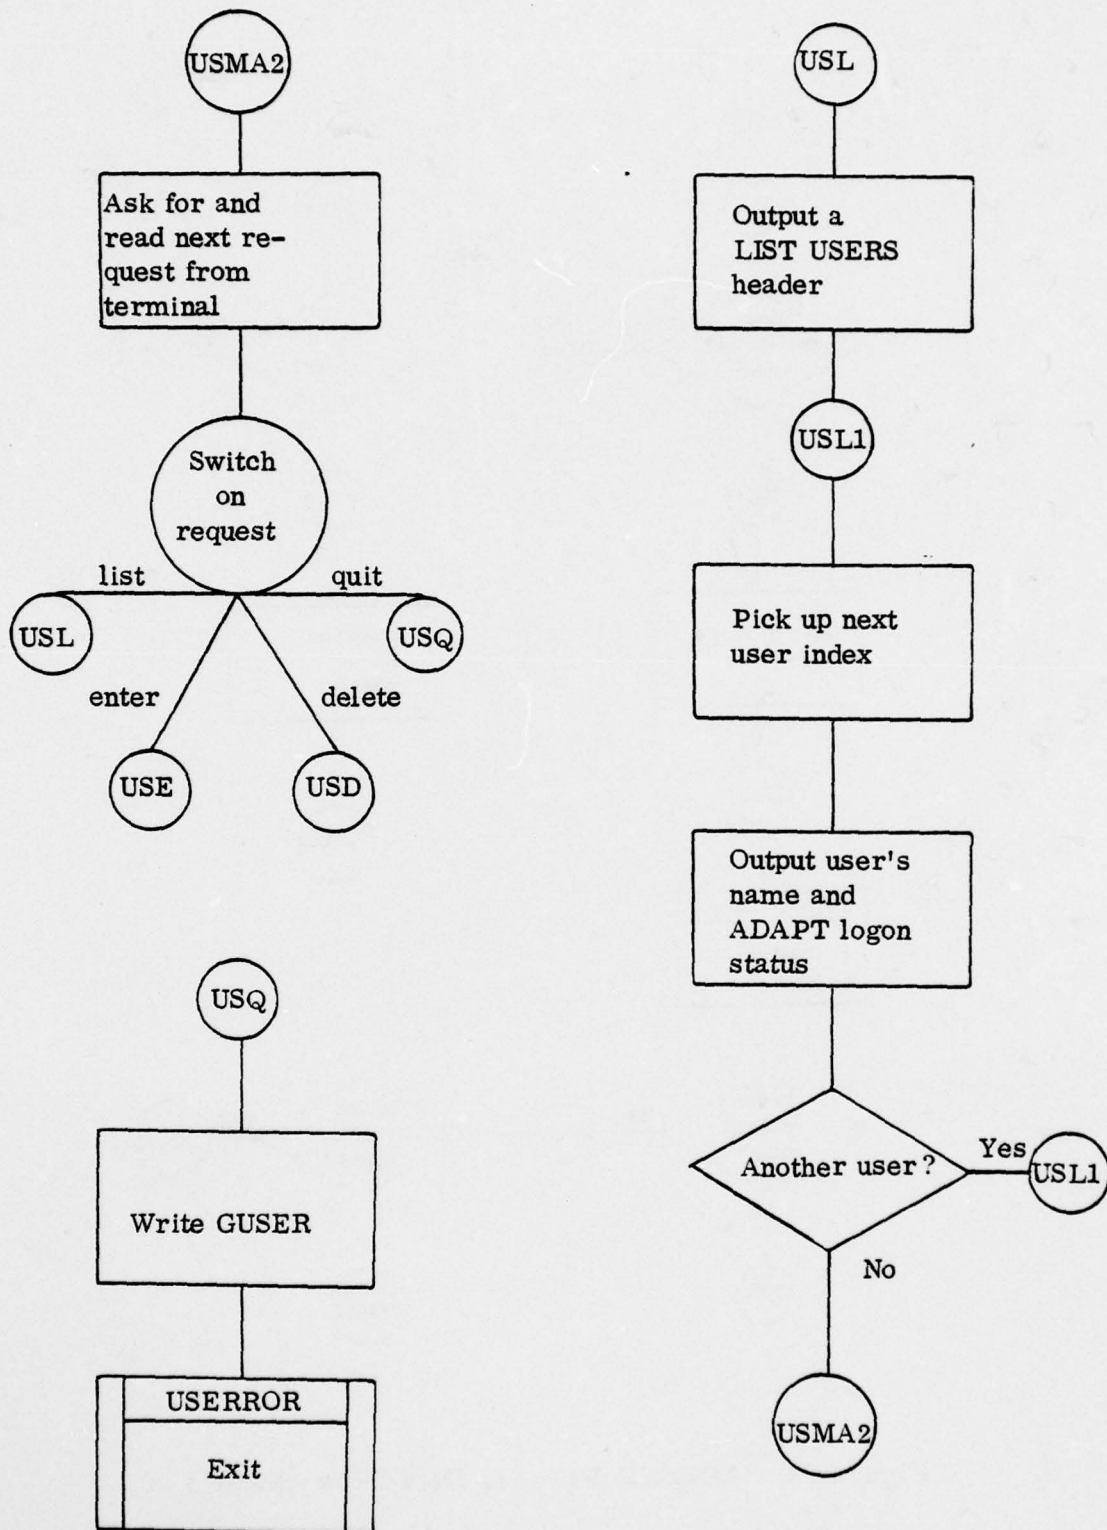 USMA2
Ask for and
read next re-
quest from
terminal
Switch
on
request
list
quit
USL
USQ
enter
delete
USE
USD
USQ
Write GUSER
USERROR
Exit
USL
Output a
LIST USERS
header
USL1
Pick up next
user index
Output user's
name and
ADAPT logon
status
Another user?
Yes
USL1
No
USMA2